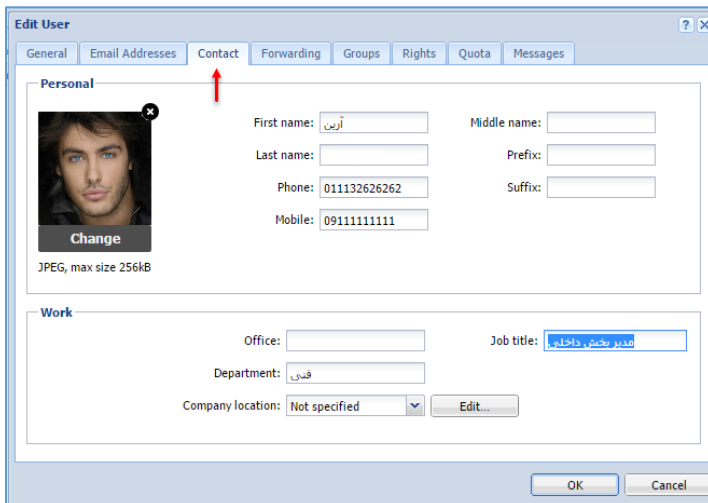 Edit User
General Email Addresses Contact Forwarding Groups Rights Quota Messages
Personal
First name: آرین Middle name:
Last name: Prefix:
Phone: 011132626262 Suffix:
Mobile: 09111111111
Change
JPEG, max size 256kB
Work
Office: Job title: مدیر بخش داخلی
Department: فنی
Company location: Not specified Edit...
OK Cancel